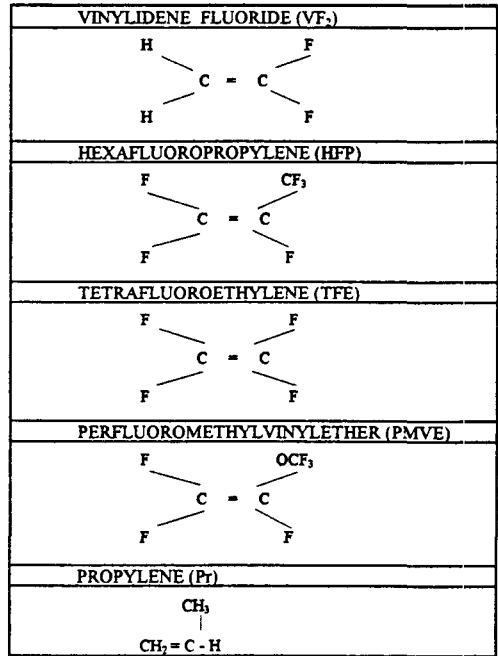 VINYLIDENE FLUORIDE (VF₂)
H F
C = C
H F
HEXAFLUOROPROPYLENE (HFP)
F CF₃
C = C
F F
TETRAFLUOROETHYLENE (TFE)
F F
C = C
F F
PERFLUOROMETHYLVINYLETHER (PMVE)
F OCF₃
C = C
F F
PROPYLENE (Pr)
CH₃
CH₂ = C - H